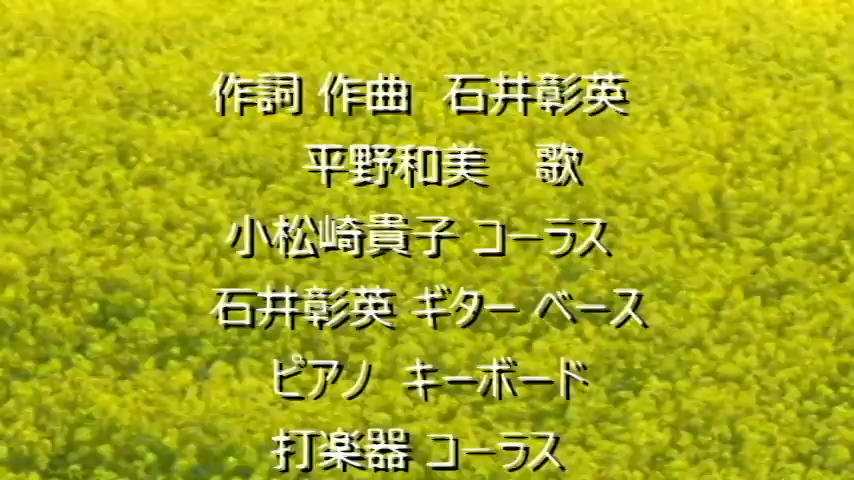 作詞 作曲 石井彰英
平野和美 歌
小松崎貴子 コーラス
石井彰英 ギター ベース
ピアノ キーボード
打楽器 コーラス